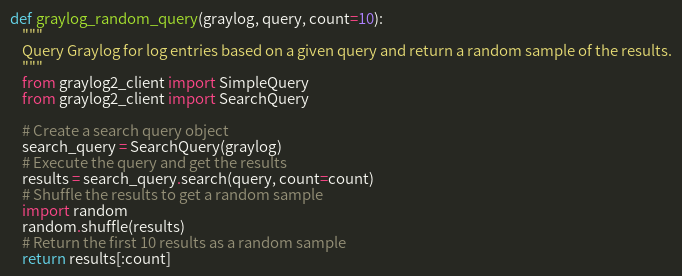 def graylog_random_query(graylog, query, count=10):
    """
    Query Graylog for log entries based on a given query and return a random sample of the results.
    """
    from graylog2_client import SimpleQuery
    from graylog2_client import SearchQuery

    # Create a search query object
    search_query = SearchQuery(graylog)
    # Execute the query and get the results
    results = search_query.search(query, count=count)
    # Shuffle the results to get a random sample
    import random
    random.shuffle(results)
    # Return the first 10 results as a random sample
    return results[:count]